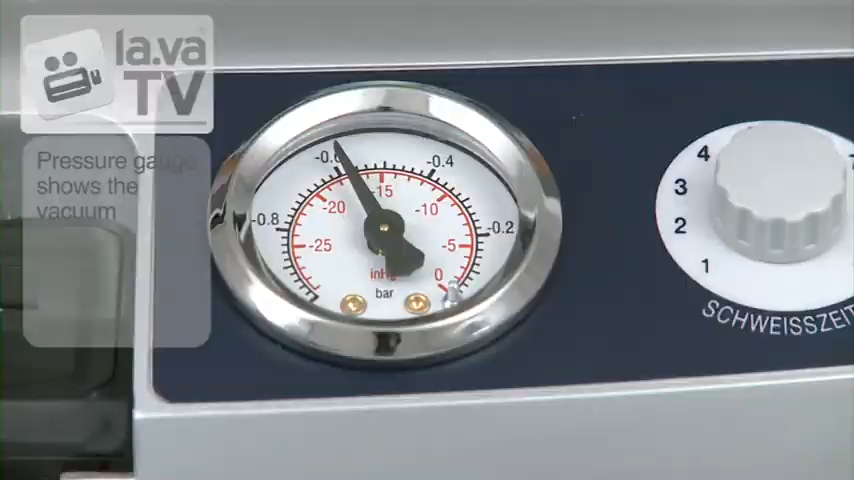 la.va
TV
Pressure gauge
shows the
vacuum
-0.6
-0.4
-15
-20
-10
-0.8
-0.2
-25
-5
inHg
0
bar
4
3
2
1
SCHWEISSZEIT